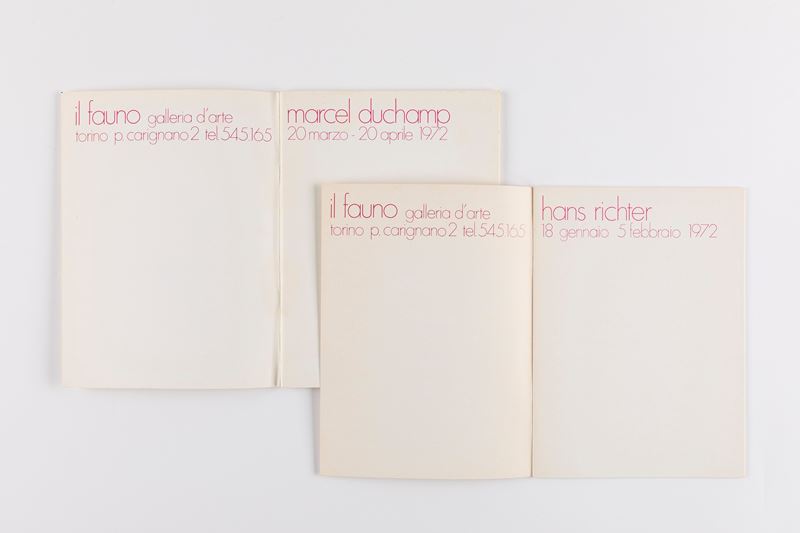 il fauno galleria d'arte
torino p. carignano 2 tel. 545.165
marcel duchamp
20 marzo - 20 aprile 1972
il fauno galleria d'arte
torino p. carignano 2 tel. 545.165
hans richter
18 gennaio 5 febbraio 1972